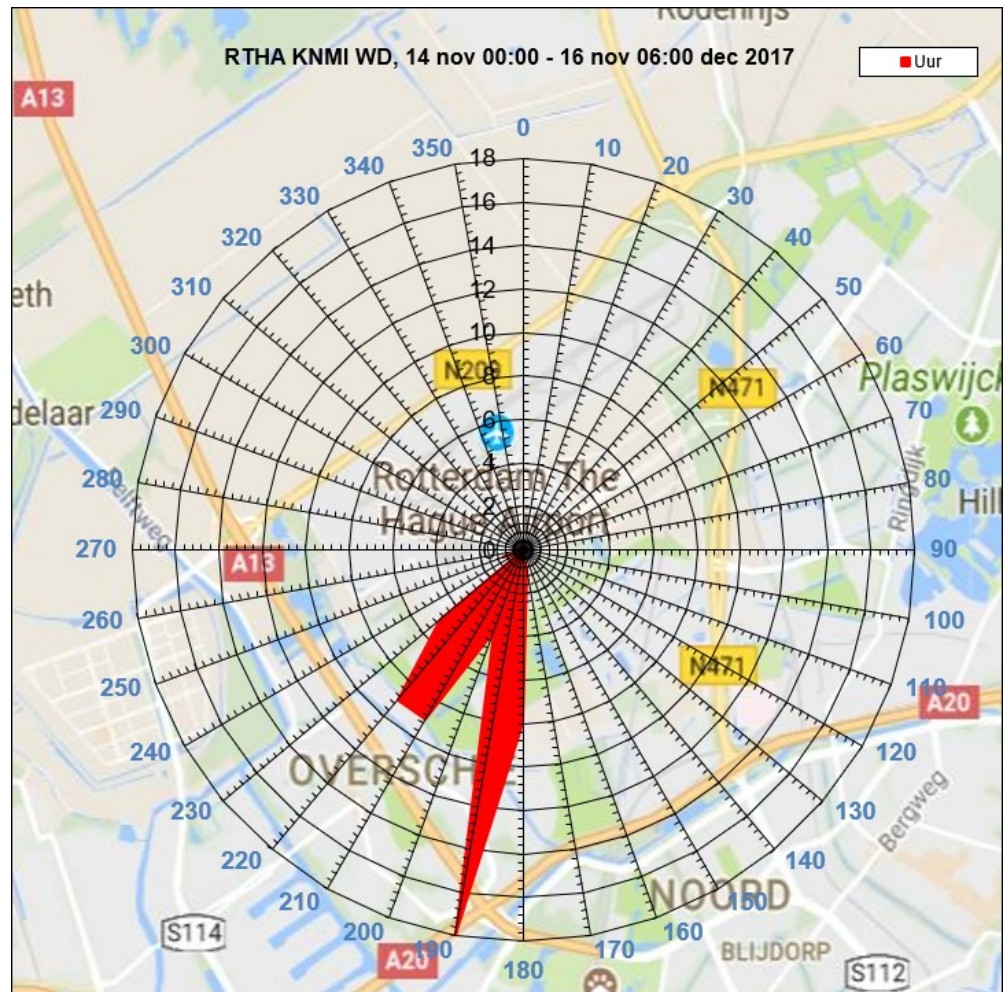 Rodenrijs
RTHA KNMI WD, 14 nov 00:00 - 16 nov 06:00 dec 2017
Uur
A13
0
350
10
340
20
330
30
320
40
310
50
300
60
290
70
280
80
270
90
260
100
250
110
240
120
230
130
220
140
210
150
200
160
190
170
180
18
16
14
12
10
8
6
4
2
0
eth
N209
N471
Plaswijck
delaar
Rotterdam The
Hague Airport
Ringdijk
Hill
Delftweg
A13
N471
A20
OVERSCHIE
Bergweg
NOORD
S114
A20
BLIJDORP
S112